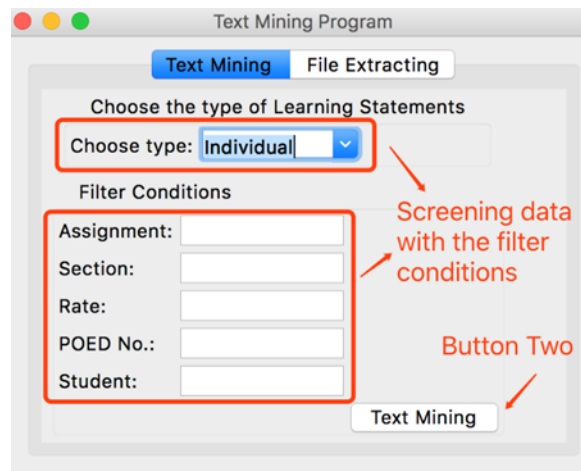 Text Mining Program
Text Mining File Extracting
Choose the type of Learning Statements
Choose type: Individual
Filter Conditions
Assignment:
Section:
Rate:
POED No.:
Student:
Screening data
with the filter
conditions
Button Two
Text Mining